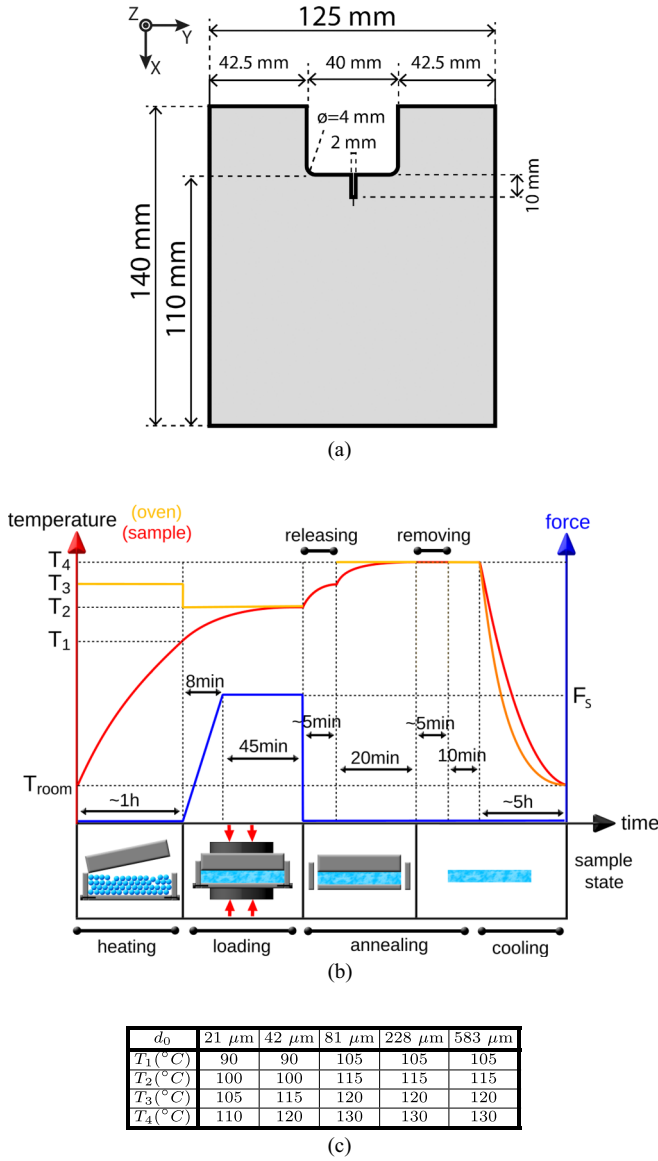 Z
Y
X
125 mm
42.5 mm
40 mm
42.5 mm
ø=4 mm
2 mm
10 mm
140 mm
110 mm
(a)
temperature
(oven)
(sample)
releasing
removing
force
T4
T3
T2
T1
8min
Fs
~5min
~5min
45min
20min
10min
Troom
~1h
~5h
time
sample
state
heating
loading
annealing
cooling
(b)
d0 21 µm 42 µm 81 µm 228 µm 583 µm
T1(°C) 90 90 105 105 105
T2(°C) 100 100 115 115 115
T3(°C) 105 115 120 120 120
T4(°C) 110 120 130 130 130
(c)